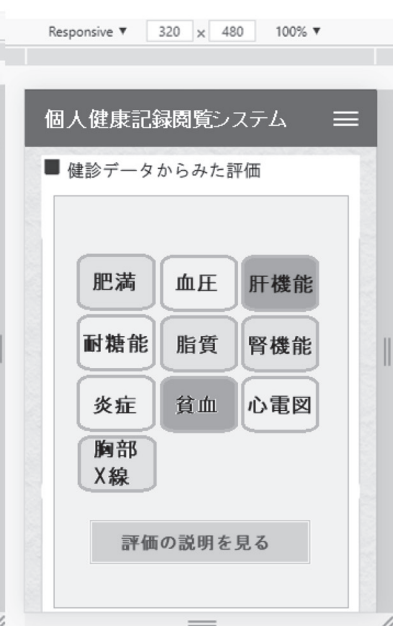 Responsive ▼ 320 x 480 100% ▼
個人健康記録閲覧システム
■ 健診データからみた評価
肥満 血圧 肝機能
耐糖能 脂質 腎機能
炎症 貧血 心電図
胸部
X線
評価の説明を見る